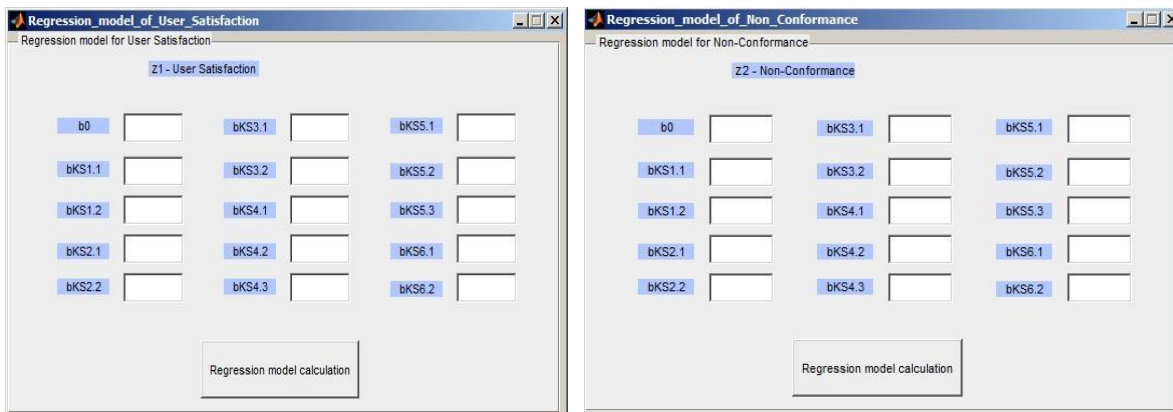 Regression_model_of_User_Satisfaction
Regression model for User Satisfaction
Z1 - User Satisfaction
b0 bKS3.1 bKS5.1
bKS1.1 bKS3.2 bKS5.2
bKS1.2 bKS4.1 bKS5.3
bKS2.1 bKS4.2 bKS6.1
bKS2.2 bKS4.3 bKS6.2
Regression model calculation
Regression_model_of_Non_Conformance
Regression model for Non-Conformance
Z2 - Non-Conformance
b0 bKS3.1 bKS5.1
bKS1.1 bKS3.2 bKS5.2
bKS1.2 bKS4.1 bKS5.3
bKS2.1 bKS4.2 bKS6.1
bKS2.2 bKS4.3 bKS6.2
Regression model calculation